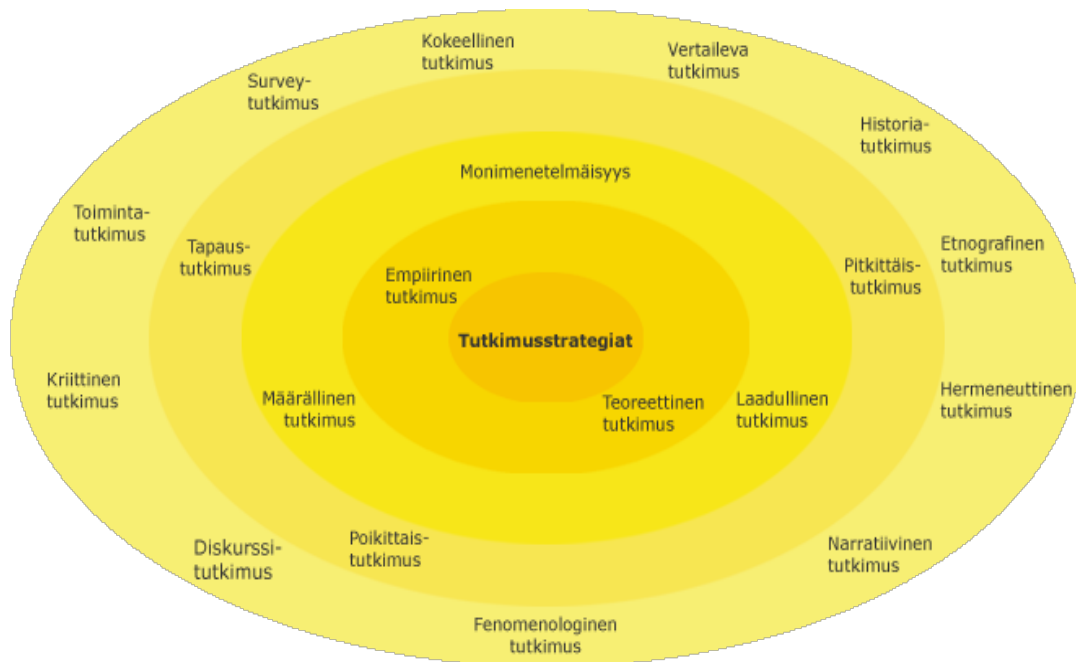 Kokeellinen
tutkimus
Vertaileva
tutkimus
Survey-
tutkimus
Historia-
tutkimus
Monimenetelmäisyys
Toiminta-
tutkimus
Tapaus-
tutkimus
Etnografinen
tutkimus
Pitkittäis-
tutkimus
Empiirinen
tutkimus
Tutkimusstrategiat
Kriittinen
tutkimus
Määrällinen
tutkimus
Teoreettinen
tutkimus
Laadullinen
tutkimus
Hermeneuttinen
tutkimus
Diskurssi-
tutkimus
Poikittais-
tutkimus
Narratiivinen
tutkimus
Fenomenologinen
tutkimus